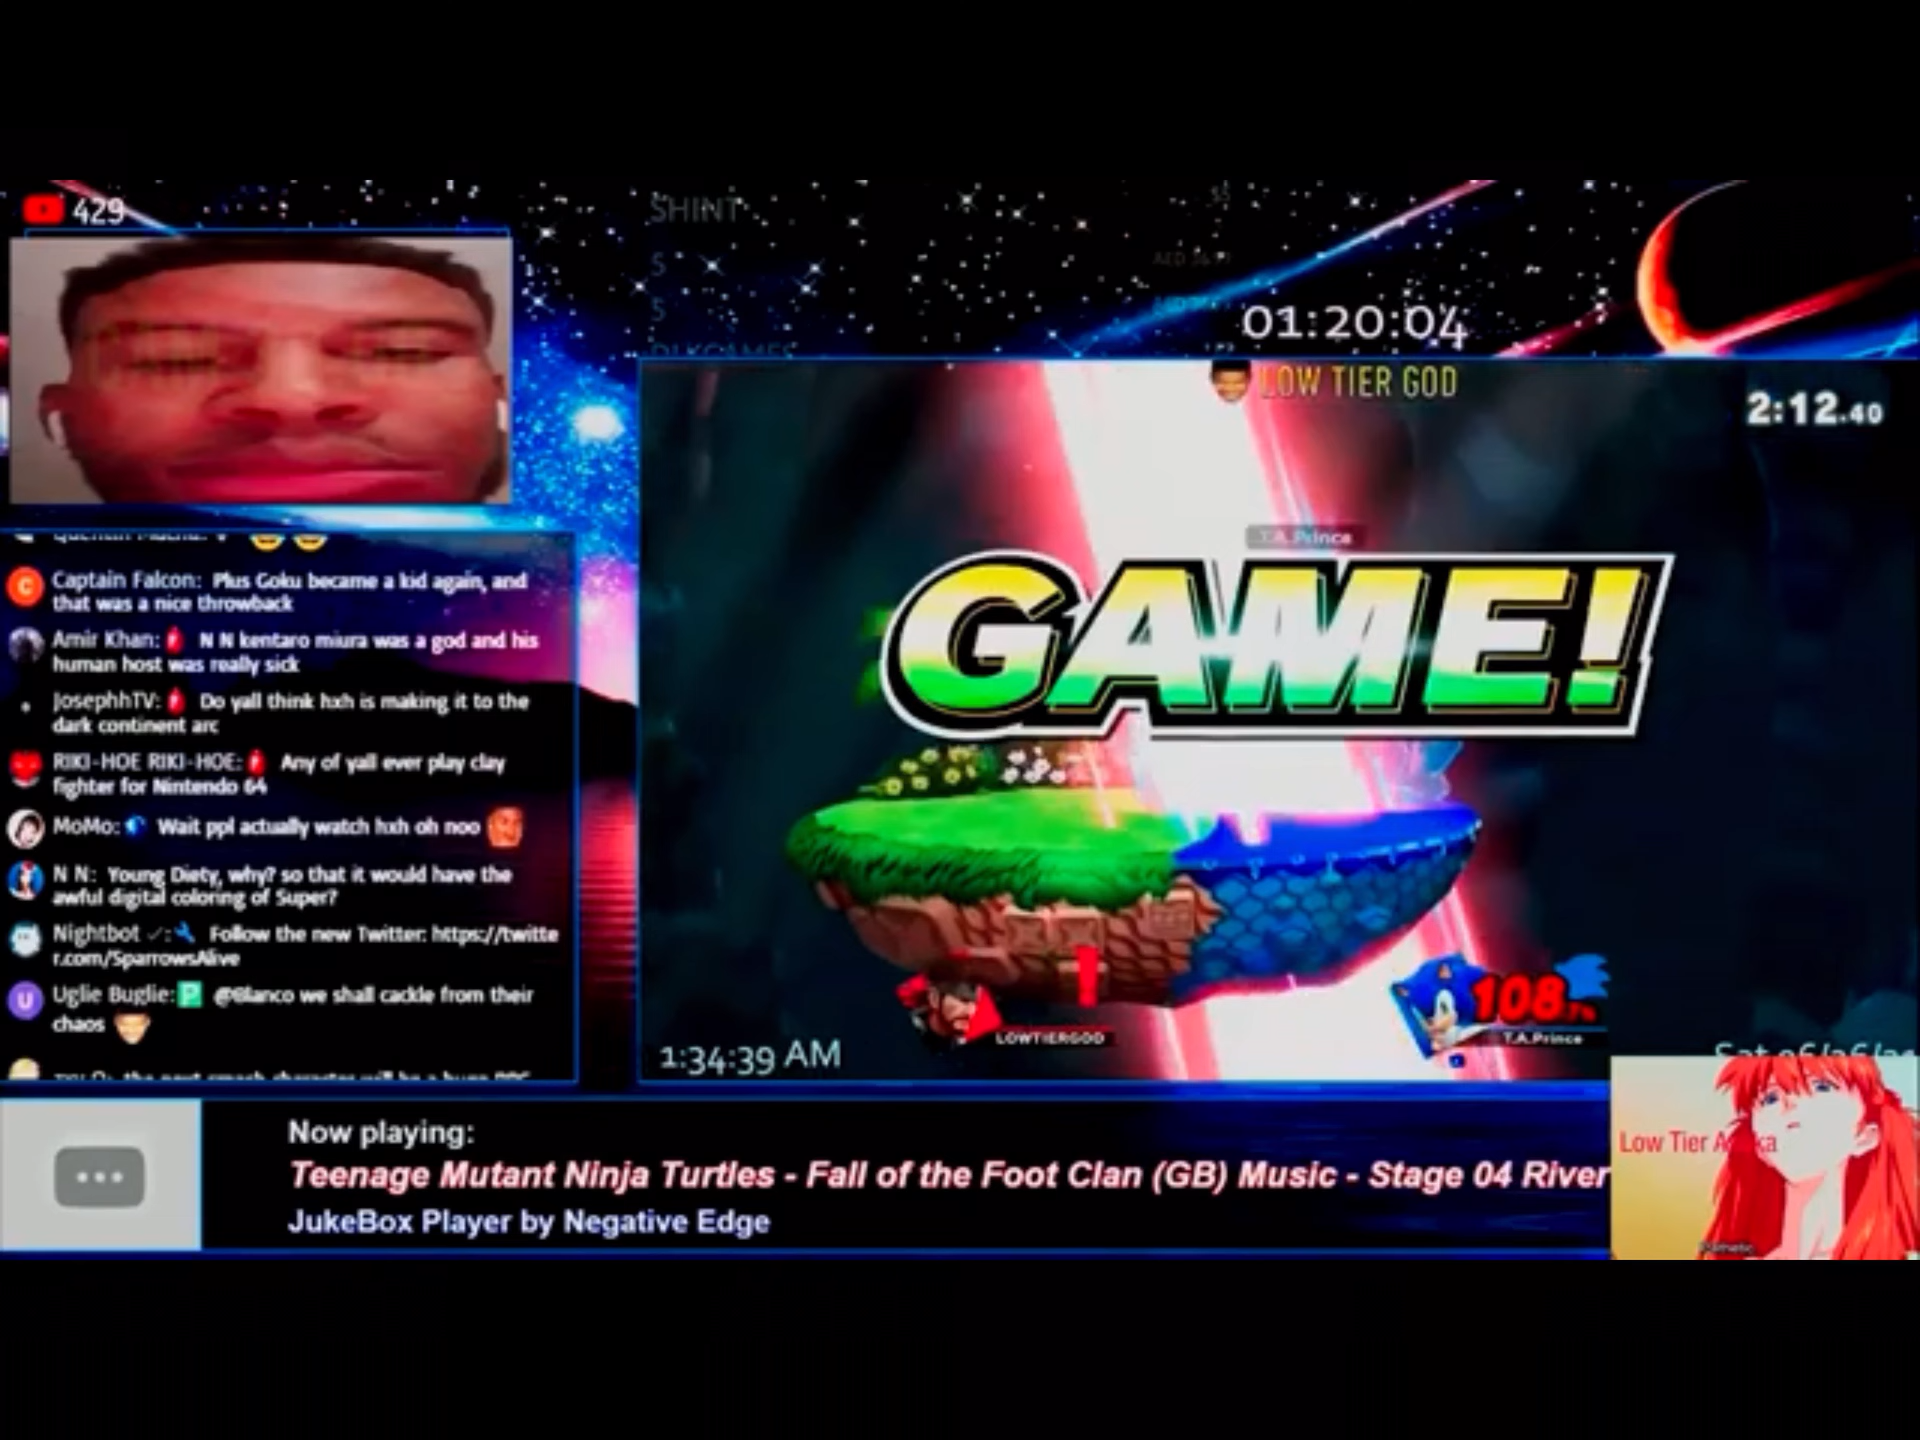 429
SHINT
S
S
01:20:04
LOW TIER GOD
2:12.40
T.A.Prince
GAME!
Captain Falcon: Plus Goku became a kid again, and
that was a nice throwback
Amir Khan: N N kentaro miura was a god and his
human host was really sick
JosephhTV: Do yall think hxh is making it to the
dark continent arc
RIKI-HOE RIKI-HOE: Any of yall ever play clay
fighter for Nintendo 64
MoMo: Wait ppl actually watch hxh oh noo
N N: Young Diety, why? so that it would have the
awful digital coloring of Super?
Nightbot ✓: Follow the new Twitter: https://twitte
r.com/SparrowsAlive
C
U
Uglie Buglie: P @Blanco we shall cackle from their
chaos
LOWTIERGOD
108
T.A.Prince
1:34:39 AM
Now playing:
Teenage Mutant Ninja Turtles - Fall of the Foot Clan (GB) Music - Stage 04 River
JukeBox Player by Negative Edge
Low Tier